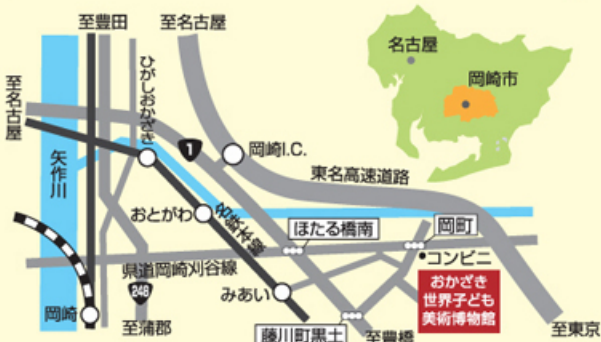 至豊田
至名古屋
名古屋
岡崎市
至名古屋
ひがしおかざき
1
岡崎I.C.
東名高速道路
矢作川
おとがわ
名鉄本線
ほたる橋南
岡町
コンビニ
県道岡崎刈谷線
248
みあい
おかざき
世界子ども
美術博物館
岡崎
至蒲郡
藤川町黒土
至豊橋
至東京